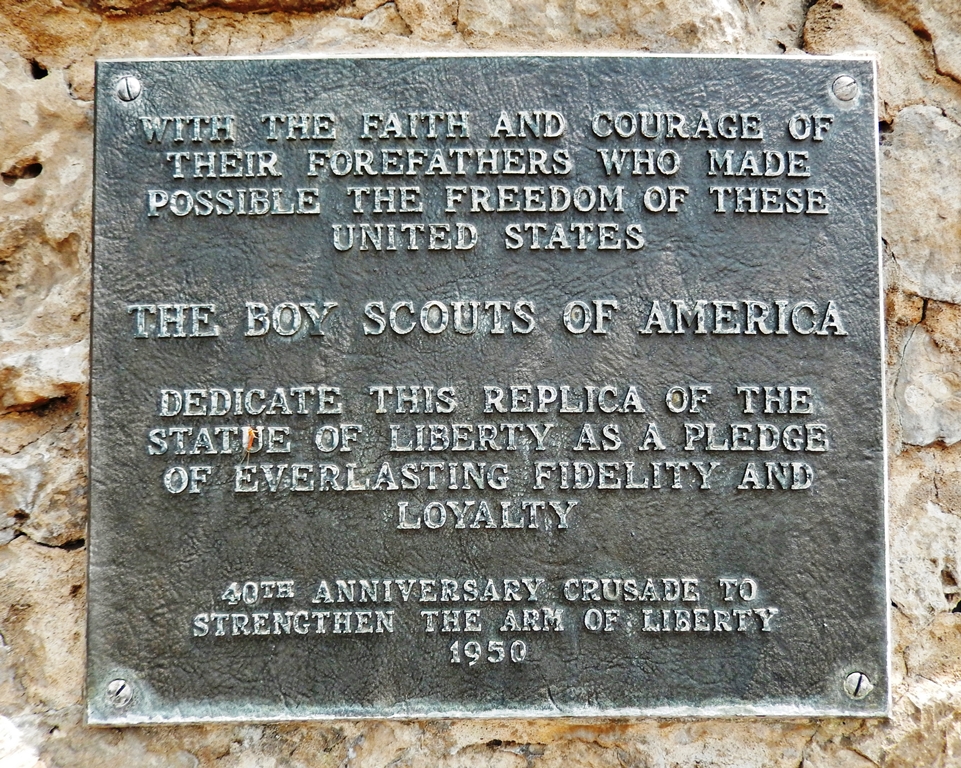 WITH THE FAITH AND COURAGE OF
THEIR FOREFATHERS WHO MADE
POSSIBLE THE FREEDOM OF THESE
UNITED STATES
THE BOY SCOUTS OF AMERICA
DEDICATE THIS REPLICA OF THE
STATUE OF LIBERTY AS A PLEDGE
OF EVERLASTING FIDELITY AND
LOYALTY
40TH ANNIVERSARY CRUSADE TO
STRENGTHEN THE ARM OF LIBERTY
1950